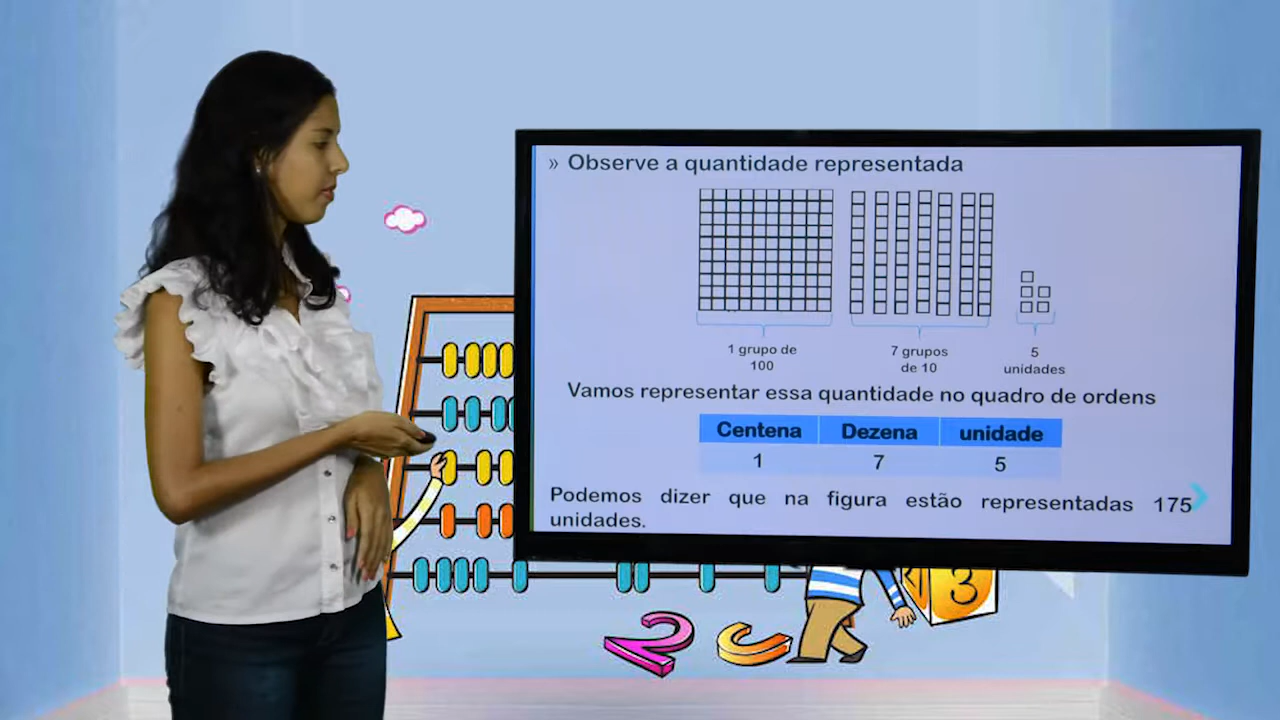 » Observe a quantidade representada
1 grupo de
100
7 grupos
de 10
5
unidades
Vamos representar essa quantidade no quadro de ordens
Centena Dezena unidade
1 7 5
Podemos dizer que na figura estão representadas 175
unidades.
3
2